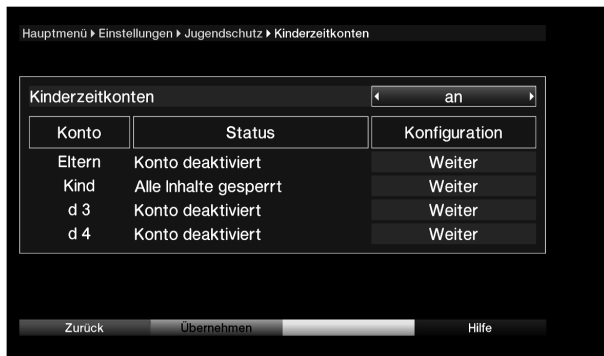 Hauptmenü ▸ Einstellungen ▸ Jugendschutz ▸ Kinderzeitkonten
Kinderzeitkonten an
Konto Status Konfiguration
Eltern Konto deaktiviert Weiter
Kind Alle Inhalte gesperrt Weiter
d 3 Konto deaktiviert Weiter
d 4 Konto deaktiviert Weiter
Zurück Übernehmen Hilfe